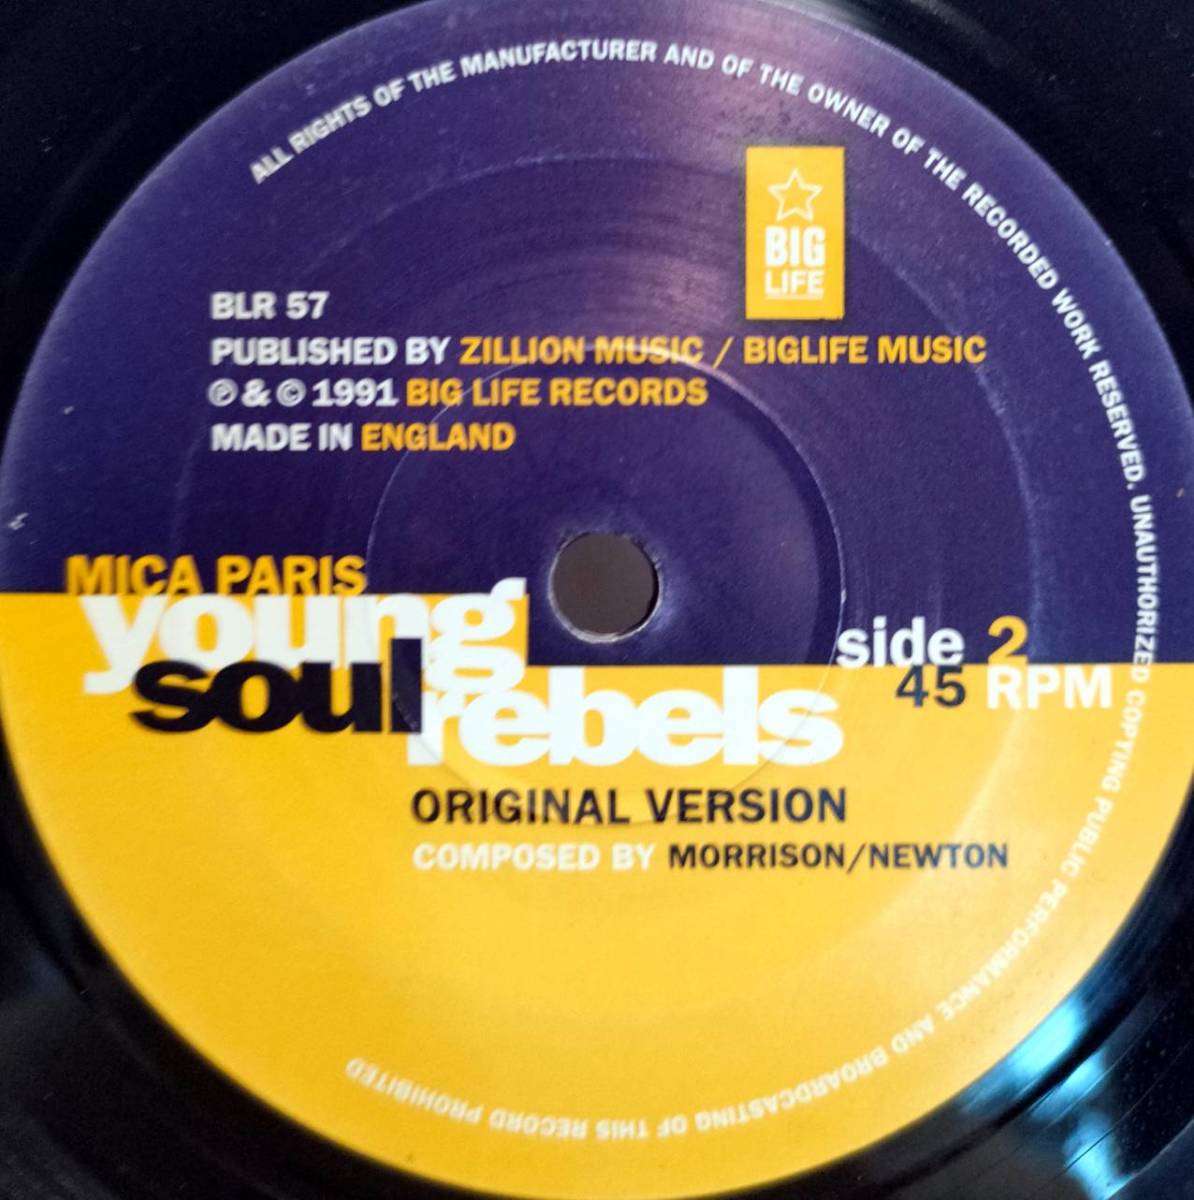 ALL RIGHTS OF THE MANUFACTURER AND OF THE OWNER OF THE RECORDED WORK RESERVED. UNAUTHORIZED COPYING PUBLIC PERFORMANCE AND BROARDCASTING OF THIS RECORD PROHIBITED
BIG
LIFE
BLR 57
PUBLISHED BY ZILLION MUSIC / BIGLIFE MUSIC
℗ & © 1991 BIG LIFE RECORDS
MADE IN ENGLAND
MICA PARIS
young
soul
rebels
side 2
45 RPM
ORIGINAL VERSION
COMPOSED BY MORRISON/NEWTON